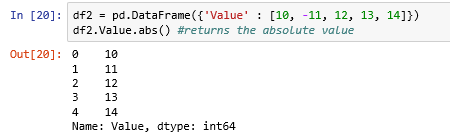 In [20]: df2 = pd.DataFrame({'Value' : [10, -11, 12, 13, 14]})
df2.Value.abs() #returns the absolute value
Out[20]: 0    10
1    11
2    12
3    13
4    14
Name: Value, dtype: int64